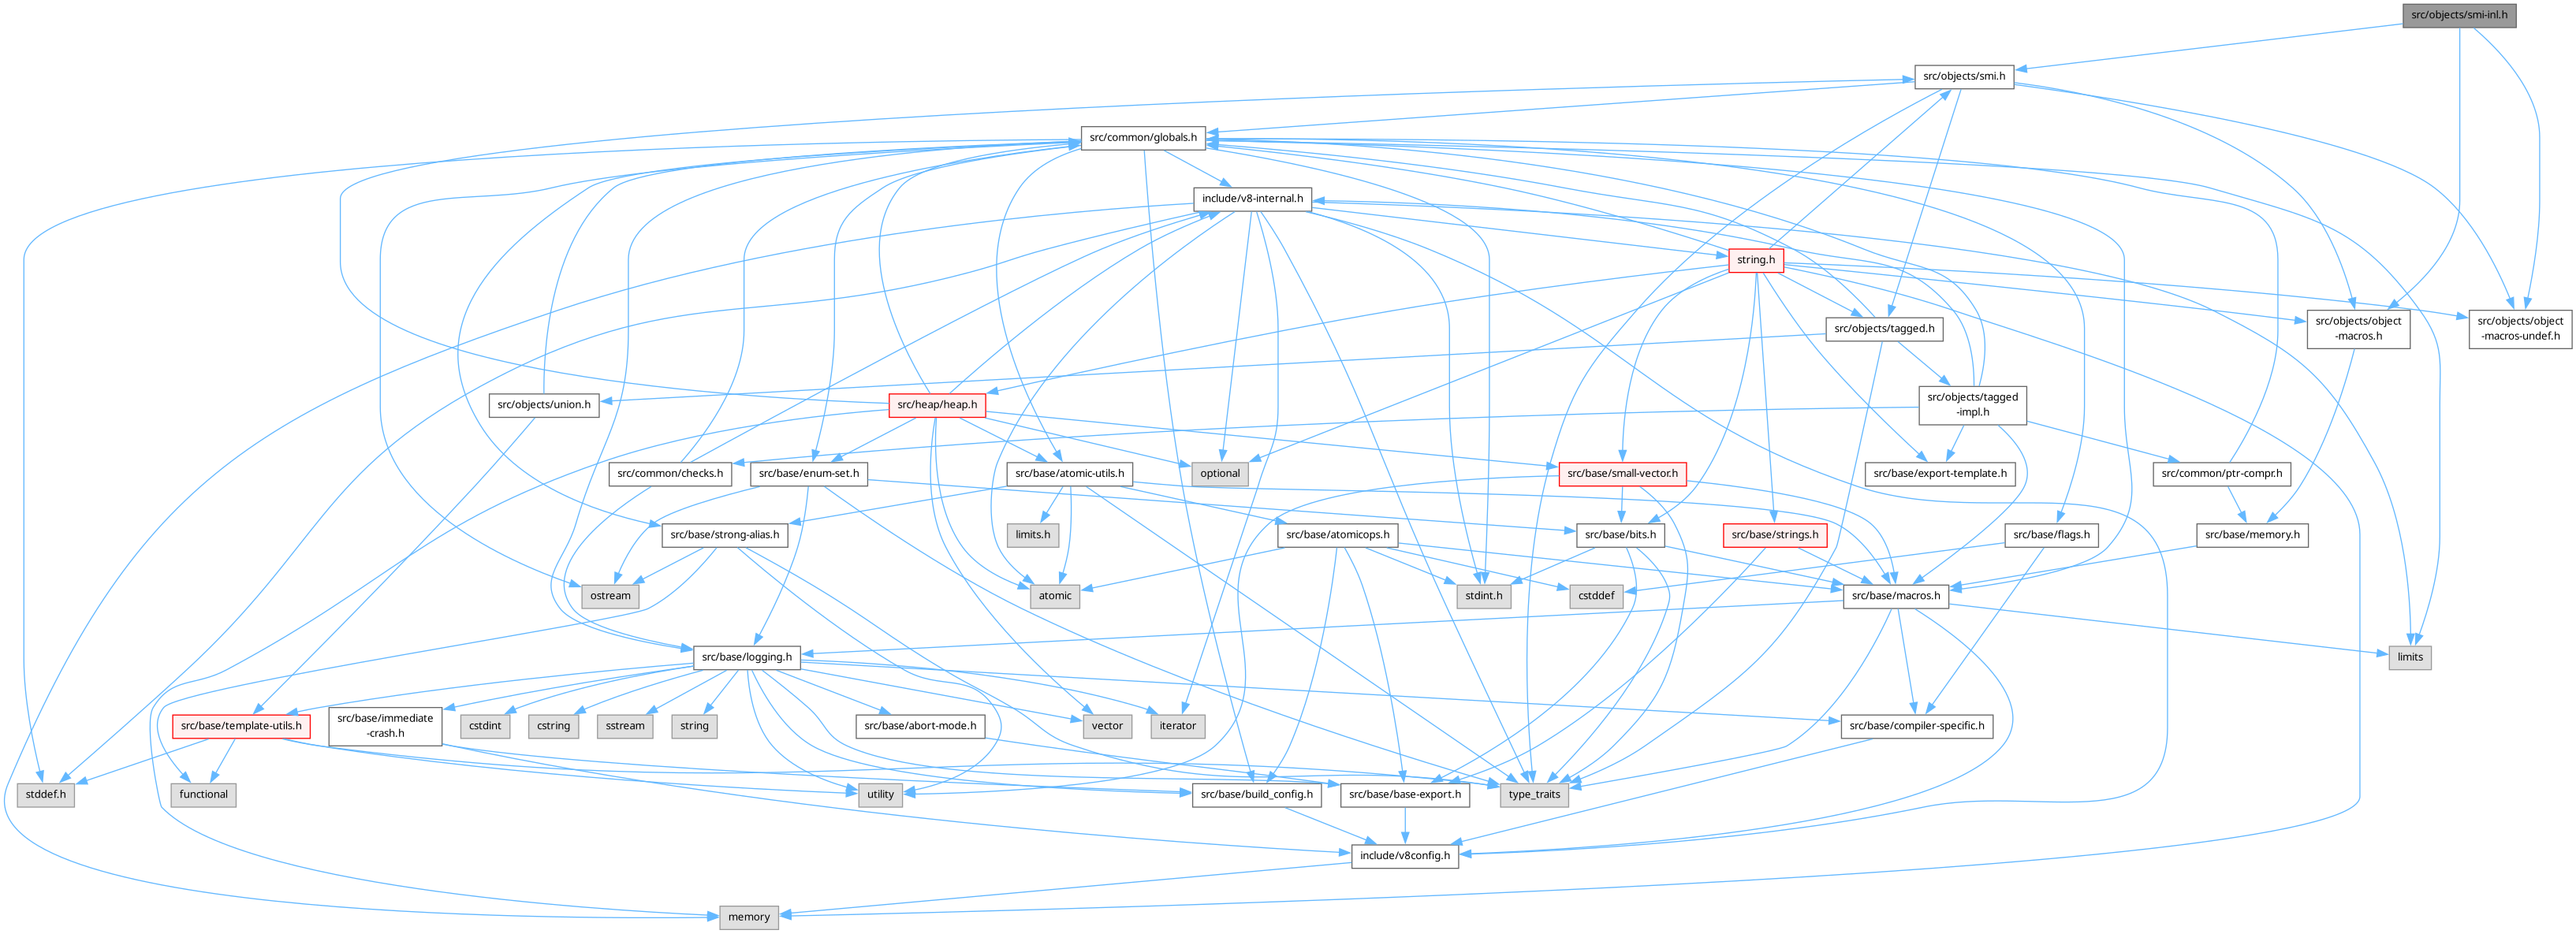 src/objects/smi-inl.h
src/objects/smi.h
src/common/globals.h
include/v8-internal.h
string.h
src/objects/tagged.h
src/objects/object
-macros.h
src/objects/object
-macros-undef.h
src/objects/union.h
src/heap/heap.h
src/objects/tagged
-impl.h
src/common/checks.h
src/base/enum-set.h
src/base/atomic-utils.h
optional
src/base/small-vector.h
src/base/export-template.h
src/common/ptr-compr.h
src/base/strong-alias.h
limits.h
src/base/atomicops.h
src/base/bits.h
src/base/strings.h
src/base/flags.h
src/base/memory.h
ostream
atomic
stdint.h
cstddef
src/base/macros.h
src/base/logging.h
limits
src/base/template-utils.h
src/base/immediate
-crash.h
cstdint
cstring
sstream
string
src/base/abort-mode.h
vector
iterator
src/base/compiler-specific.h
stddef.h
functional
utility
src/base/build_config.h
src/base/base-export.h
type_traits
include/v8config.h
memory